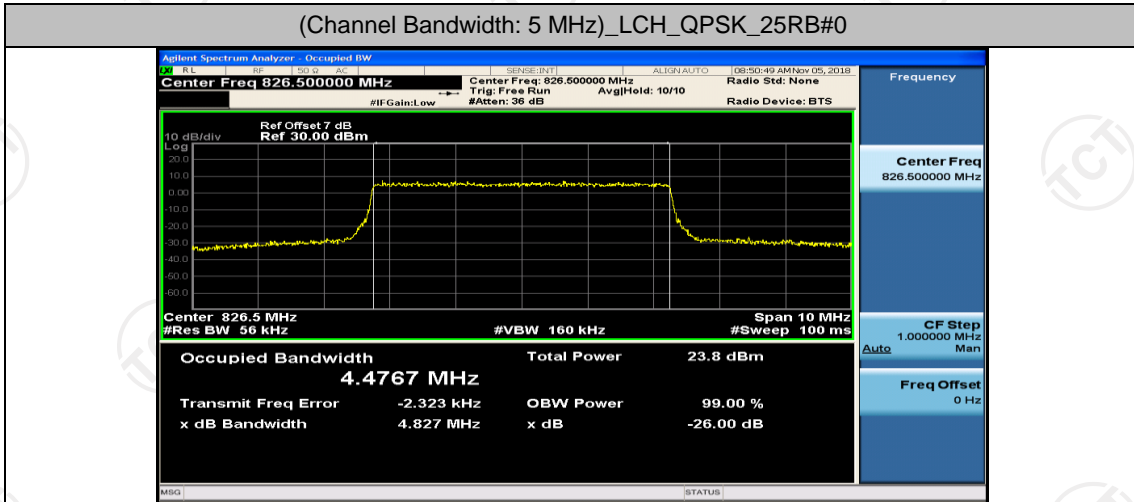 (Channel Bandwidth: 5 MHz)_LCH_QPSK_25RB#0
Agilent Spectrum Analyzer - Occupied BW
LXI RL RF 50 Ω AC SENSE:INT ALIGN AUTO 08:50:49 AM Nov 05, 2018
Center Freq 826.500000 MHz
Center Freq: 826.500000 MHz
Radio Std: None
Trig: Free Run Avg|Hold: 10/10
#IFGain:Low
#Atten: 36 dB
Radio Device: BTS
Ref Offset 7 dB
10 dB/div Ref 30.00 dBm
Log
20.0
10.0
0.00
-10.0
-20.0
-30.0
-40.0
-50.0
-60.0
Center 826.5 MHz Span 10 MHz
#Res BW 56 kHz #VBW 160 kHz #Sweep 100 ms
Occupied Bandwidth Total Power 23.8 dBm
4.4767 MHz
Transmit Freq Error -2.323 kHz OBW Power 99.00 %
x dB Bandwidth 4.827 MHz x dB -26.00 dB
MSG STATUS
Frequency
Center Freq
826.500000 MHz
CF Step
1.000000 MHz
Auto Man
Freq Offset
0 Hz
TCT